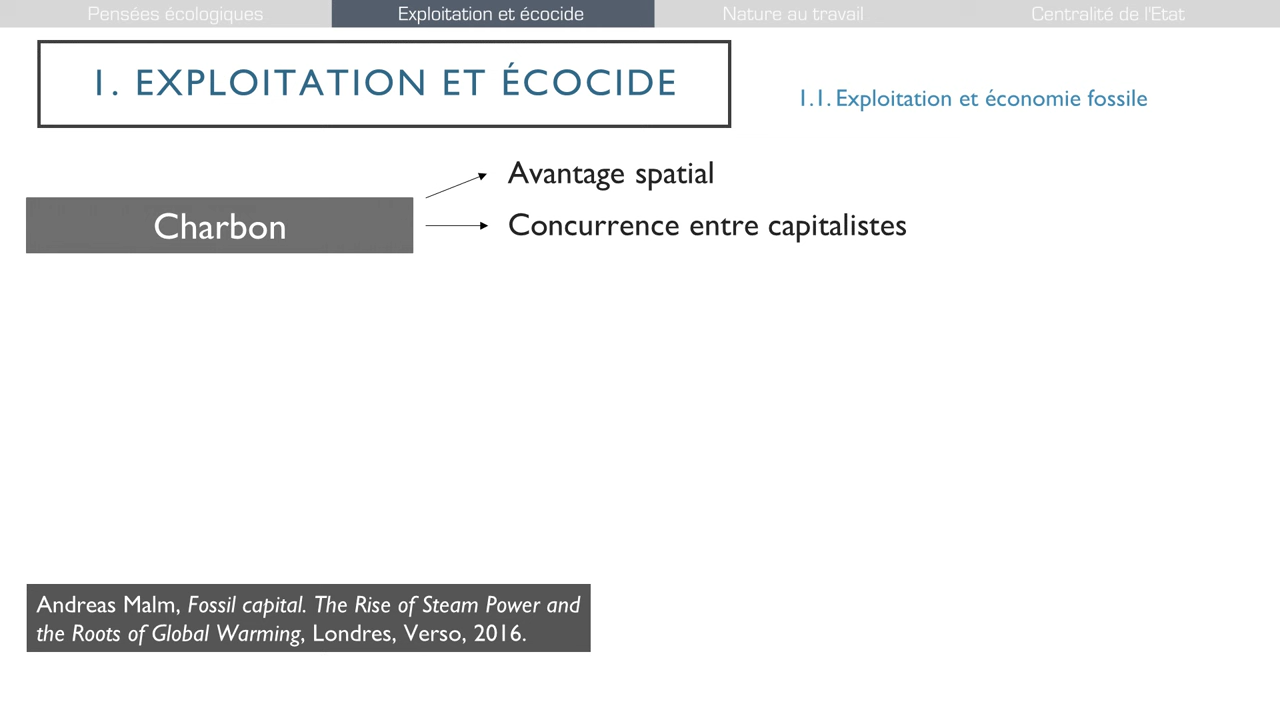 Pensées écologiques
Exploitation et écocide
Nature au travail
Centralité de l'Etat
1. EXPLOITATION ET ÉCOCIDE
1.1. Exploitation et économie fossile
Avantage spatial
Charbon
Concurrence entre capitalistes
Andreas Malm, Fossil capital. The Rise of Steam Power and
the Roots of Global Warming, Londres, Verso, 2016.